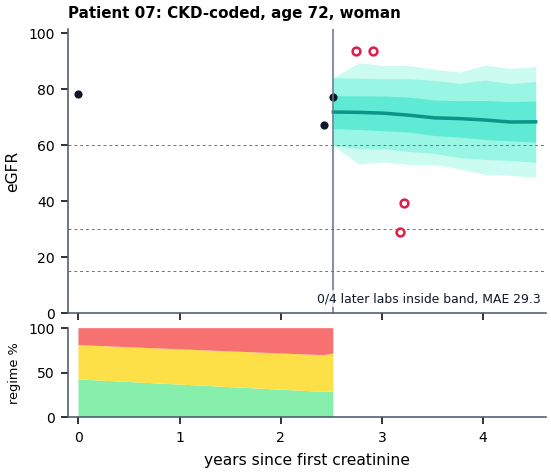 Patient 07: CKD-coded, age 72, woman
100
80
60
40
20
0
eGFR
0/4 later labs inside band, MAE 29.3
100
50
0
regime %
0 1 2 3 4
years since first creatinine